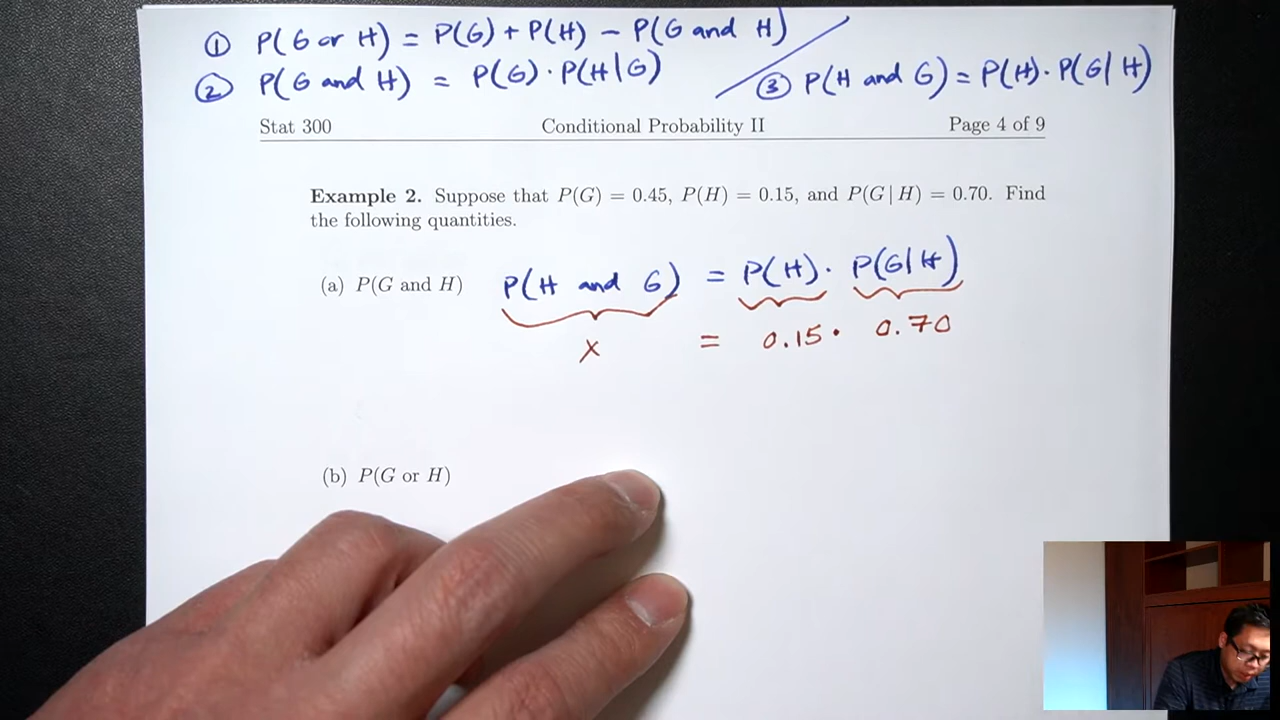 ① P(G or H) = P(G) + P(H) − P(G and H)
② P(G and H) = P(G) · P(H|G) ③ P(H and G) = P(H) · P(G|H)
Stat 300 Conditional Probability II Page 4 of 9
Example 2. Suppose that P(G) = 0.45, P(H) = 0.15, and P(G | H) = 0.70. Find
the following quantities.
(a) P(G and H) P(H and G) = P(H) · P(G|H)
x = 0.15 · 0.70
(b) P(G or H)